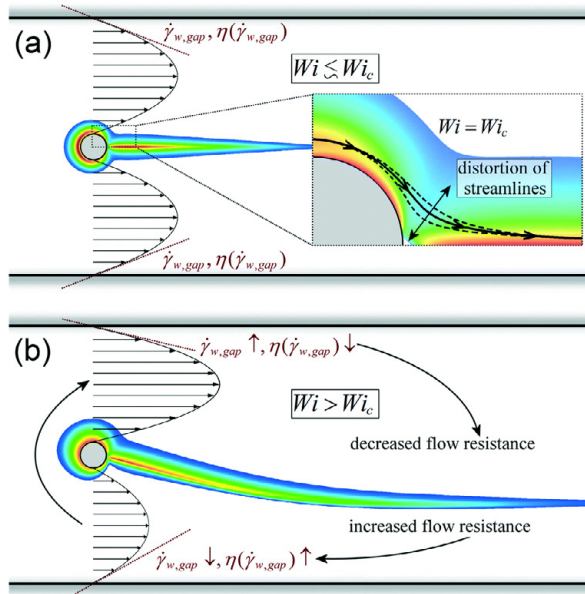 (a)
γ̇w,gap, η(γ̇w,gap)
Wi ≲ Wic
Wi = Wic
distortion of
streamlines
γ̇w,gap, η(γ̇w,gap)
(b)
γ̇w,gap ↑, η(γ̇w,gap) ↓
Wi > Wic
decreased flow resistance
increased flow resistance
γ̇w,gap ↓, η(γ̇w,gap) ↑